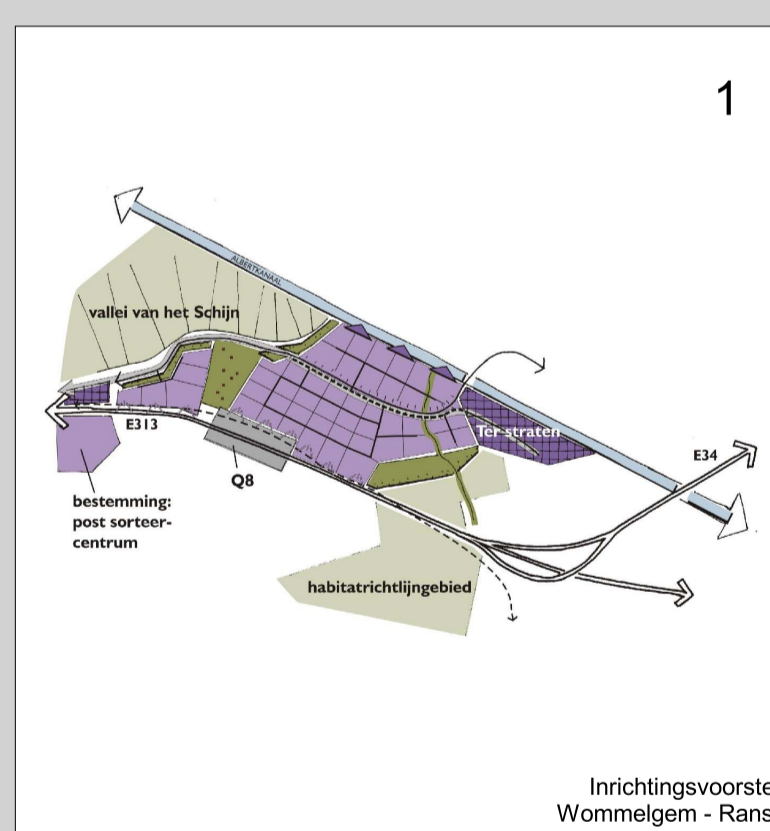 1
ALBERTKANAAL
vallei van het Schijn
Ter straten
E313
E34
Q8
bestemming:
post sorteer-
centrum
habitatrichtlijngebied
Inrichtingsvoorste
Wommelgem - Rans